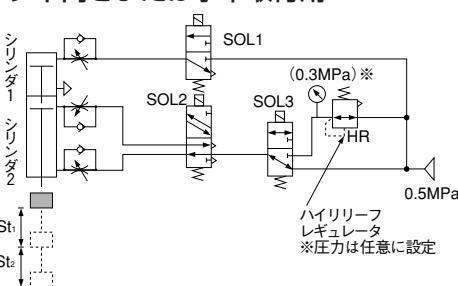 シリンダ1
シリンダ2
SOL1
SOL2
SOL3
(0.3MPa)※
HR
0.5MPa
ハイリリーフ
レギュレータ
※圧力は任意に設定
St1
St2